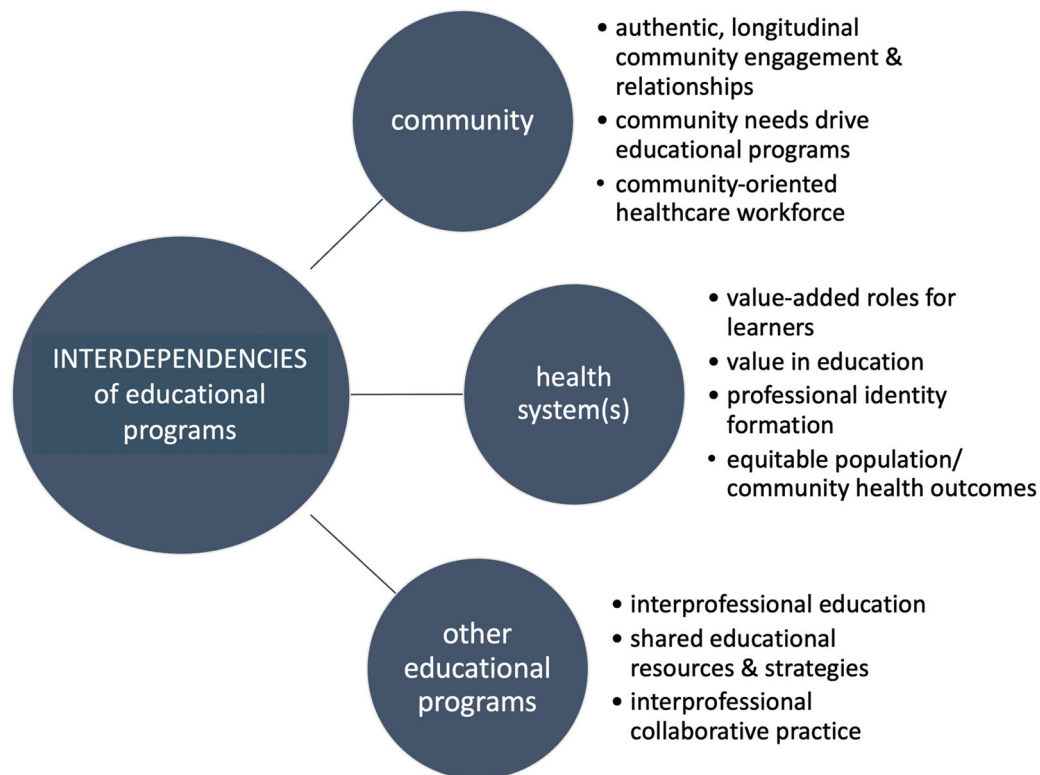 INTERDEPENDENCIES
of educational
programs
community
• authentic, longitudinal
community engagement &
relationships
• community needs drive
educational programs
• community-oriented
healthcare workforce
health
system(s)
• value-added roles for
learners
• value in education
• professional identity
formation
• equitable population/
community health outcomes
other
educational
programs
• interprofessional education
• shared educational
resources & strategies
• interprofessional
collaborative practice